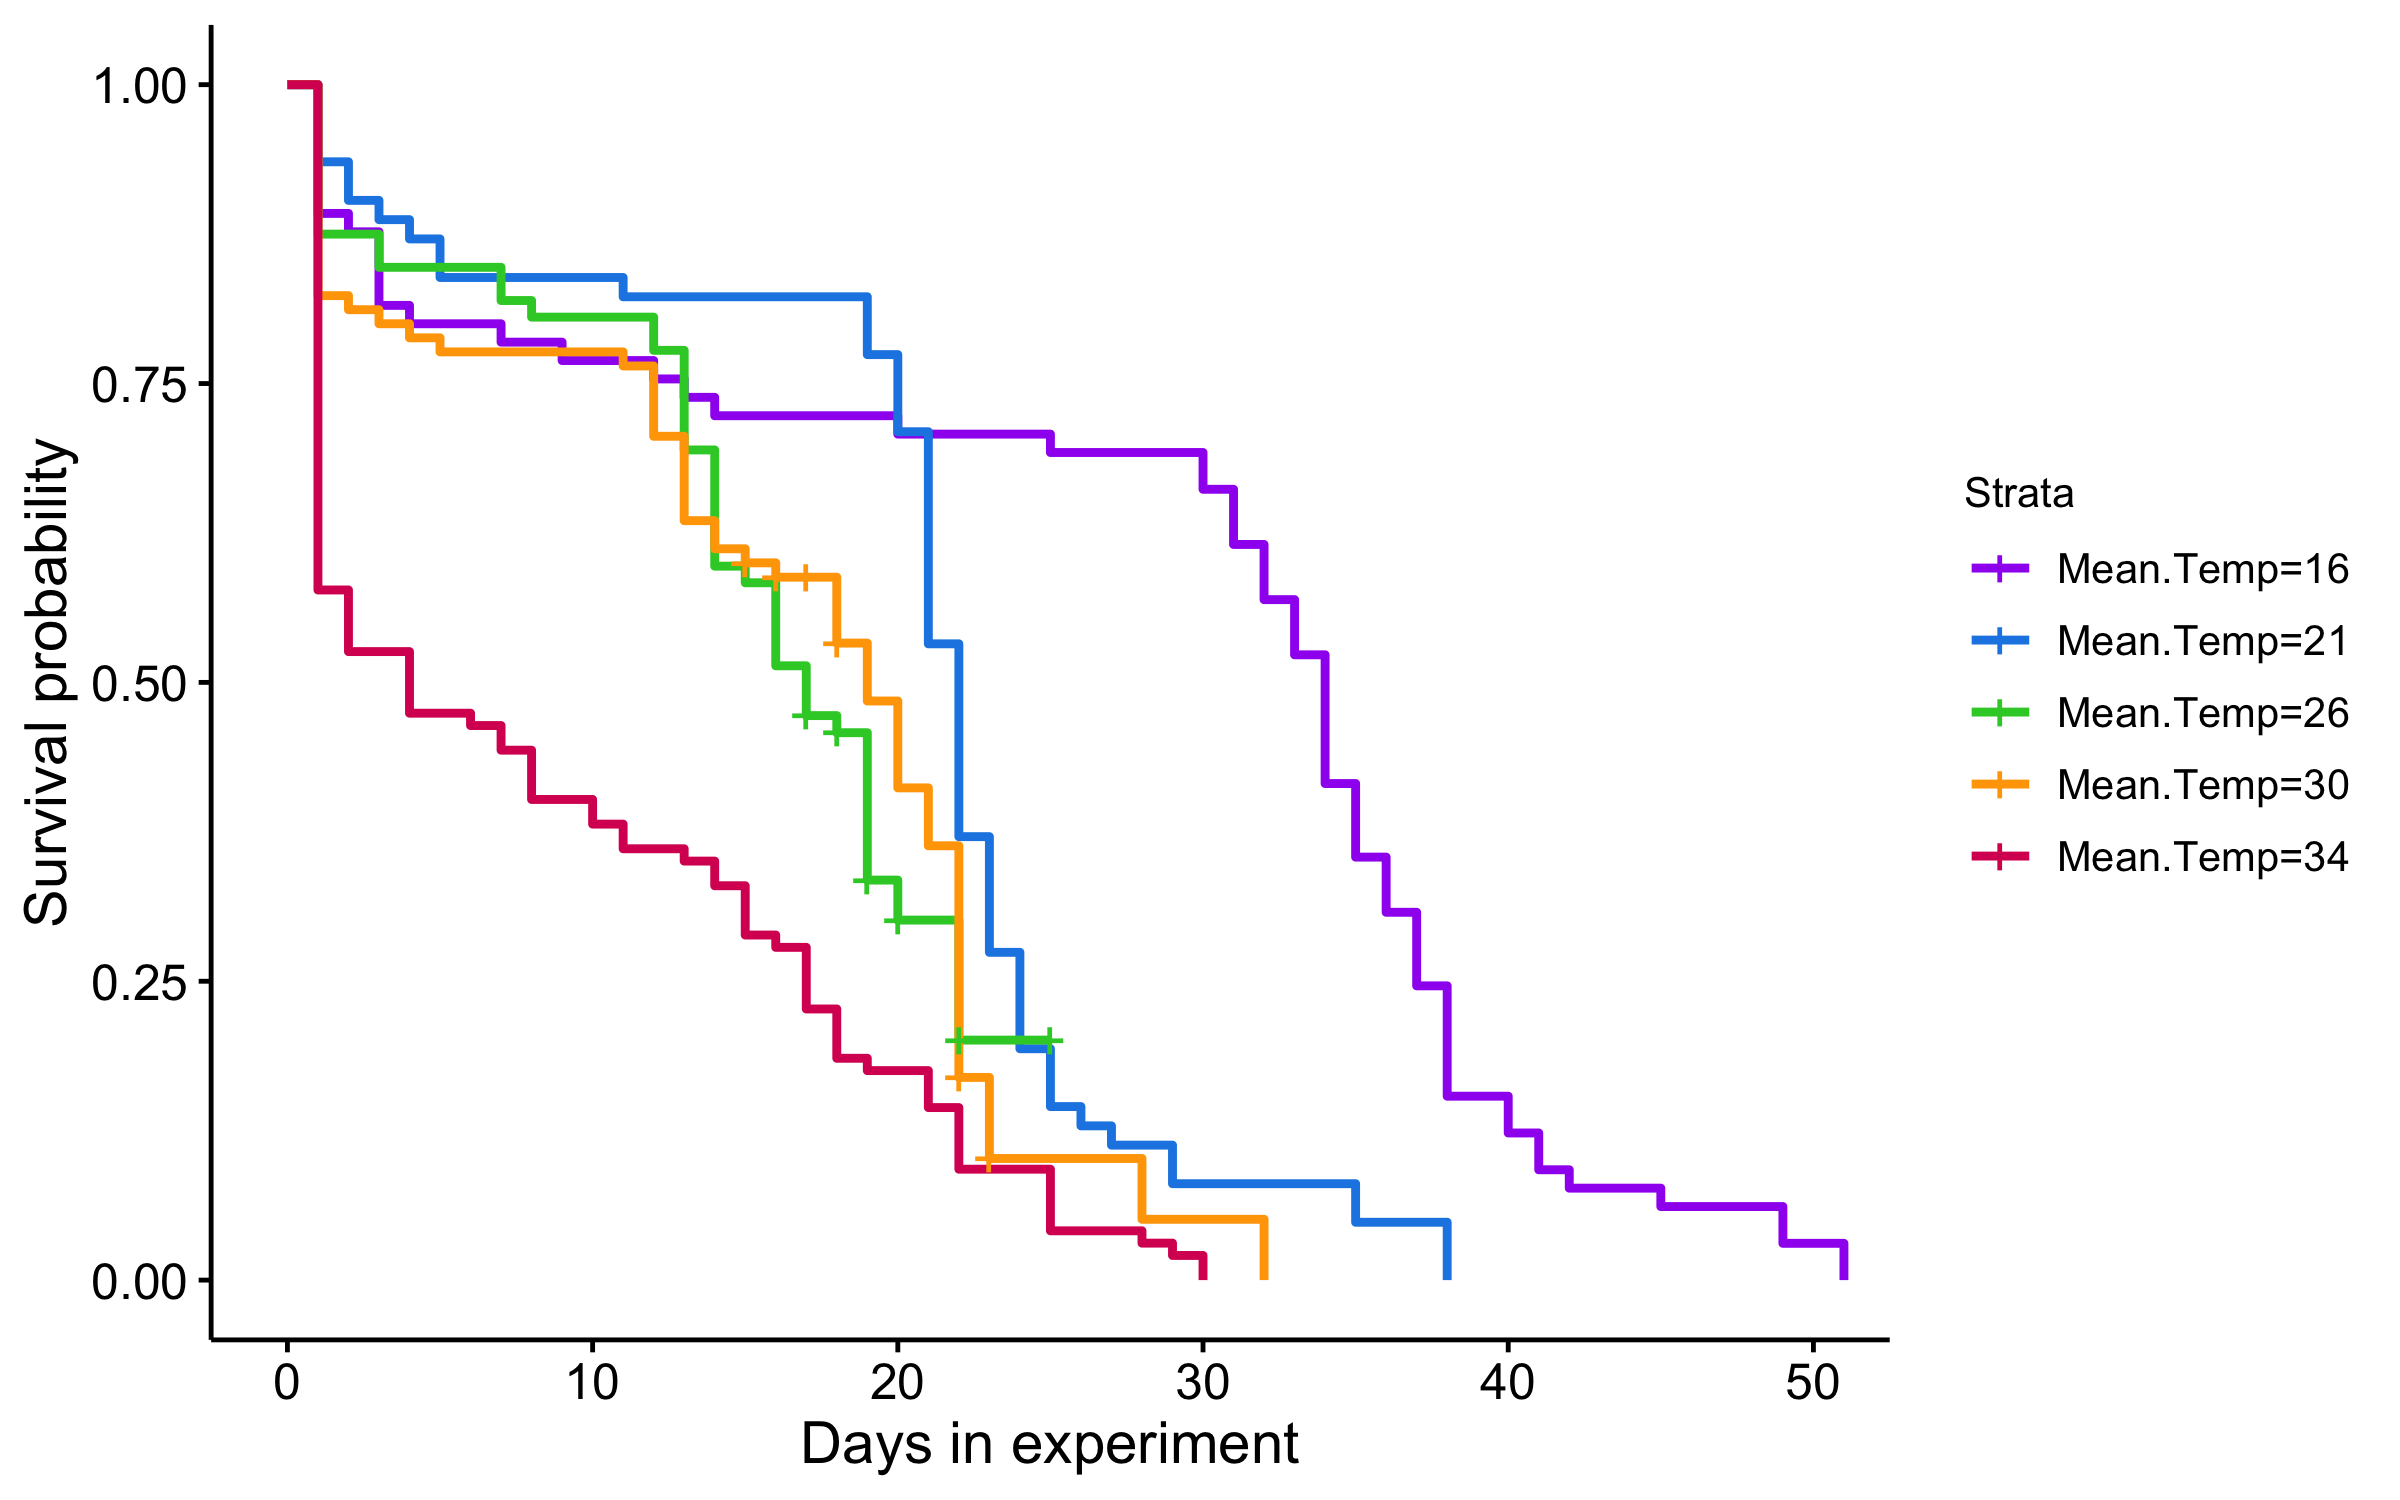 1.00
0.75
0.50
0.25
0.00
Survival probability
0 10 20 30 40 50
Days in experiment
Strata
Mean.Temp=16
Mean.Temp=21
Mean.Temp=26
Mean.Temp=30
Mean.Temp=34